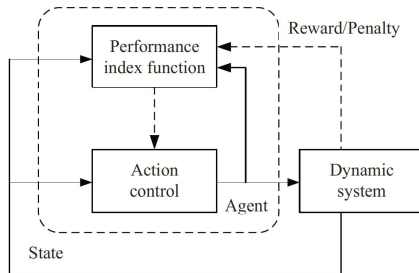 Reward/Penalty
Performance
index function
Action
control
Agent
Dynamic
system
State